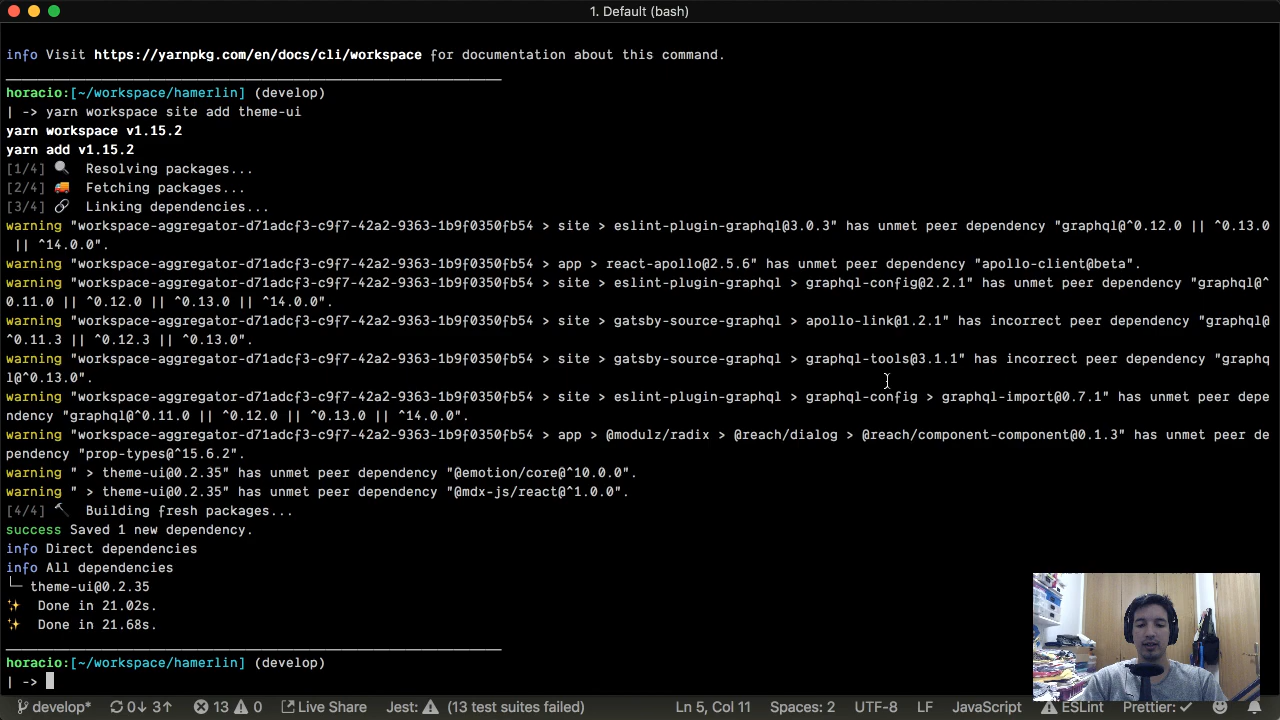 1. Default (bash)
info Visit https://yarnpkg.com/en/docs/cli/workspace for documentation about this command.
horacio:[~/workspace/hamerlin] (develop)
| -> yarn workspace site add theme-ui
yarn workspace v1.15.2
yarn add v1.15.2
[1/4] 🔍 Resolving packages...
[2/4] 🚚 Fetching packages...
[3/4] 🔗 Linking dependencies...
warning "workspace-aggregator-d71adcf3-c9f7-42a2-9363-1b9f0350fb54 > site > eslint-plugin-graphql@3.0.3" has unmet peer dependency "graphql@^0.12.0 || ^0.13.0
|| ^14.0.0".
warning "workspace-aggregator-d71adcf3-c9f7-42a2-9363-1b9f0350fb54 > app > react-apollo@2.5.6" has unmet peer dependency "apollo-client@beta".
warning "workspace-aggregator-d71adcf3-c9f7-42a2-9363-1b9f0350fb54 > site > eslint-plugin-graphql > graphql-config@2.2.1" has unmet peer dependency "graphql@^
0.11.0 || ^0.12.0 || ^0.13.0 || ^14.0.0".
warning "workspace-aggregator-d71adcf3-c9f7-42a2-9363-1b9f0350fb54 > site > gatsby-source-graphql > apollo-link@1.2.1" has incorrect peer dependency "graphql@
^0.11.3 || ^0.12.3 || ^0.13.0".
warning "workspace-aggregator-d71adcf3-c9f7-42a2-9363-1b9f0350fb54 > site > gatsby-source-graphql > graphql-tools@3.1.1" has incorrect peer dependency "graphq
l@^0.13.0".
warning "workspace-aggregator-d71adcf3-c9f7-42a2-9363-1b9f0350fb54 > site > eslint-plugin-graphql > graphql-config > graphql-import@0.7.1" has unmet peer depe
ndency "graphql@^0.11.0 || ^0.12.0 || ^0.13.0 || ^14.0.0".
warning "workspace-aggregator-d71adcf3-c9f7-42a2-9363-1b9f0350fb54 > app > @modulz/radix > @reach/dialog > @reach/component-component@0.1.3" has unmet peer de
pendency "prop-types@^15.6.2".
warning " > theme-ui@0.2.35" has unmet peer dependency "@emotion/core@^10.0.0".
warning " > theme-ui@0.2.35" has unmet peer dependency "@mdx-js/react@^1.0.0".
[4/4] 🔨 Building fresh packages...
success Saved 1 new dependency.
info Direct dependencies
info All dependencies
└─ theme-ui@0.2.35
✨ Done in 21.02s.
✨ Done in 21.68s.
horacio:[~/workspace/hamerlin] (develop)
| ->
develop* 0↓ 3↑ 13 0 Live Share Jest: (13 test suites failed) Ln 5, Col 11 Spaces: 2 UTF-8 LF JavaScript ESLint Prettier: ✓